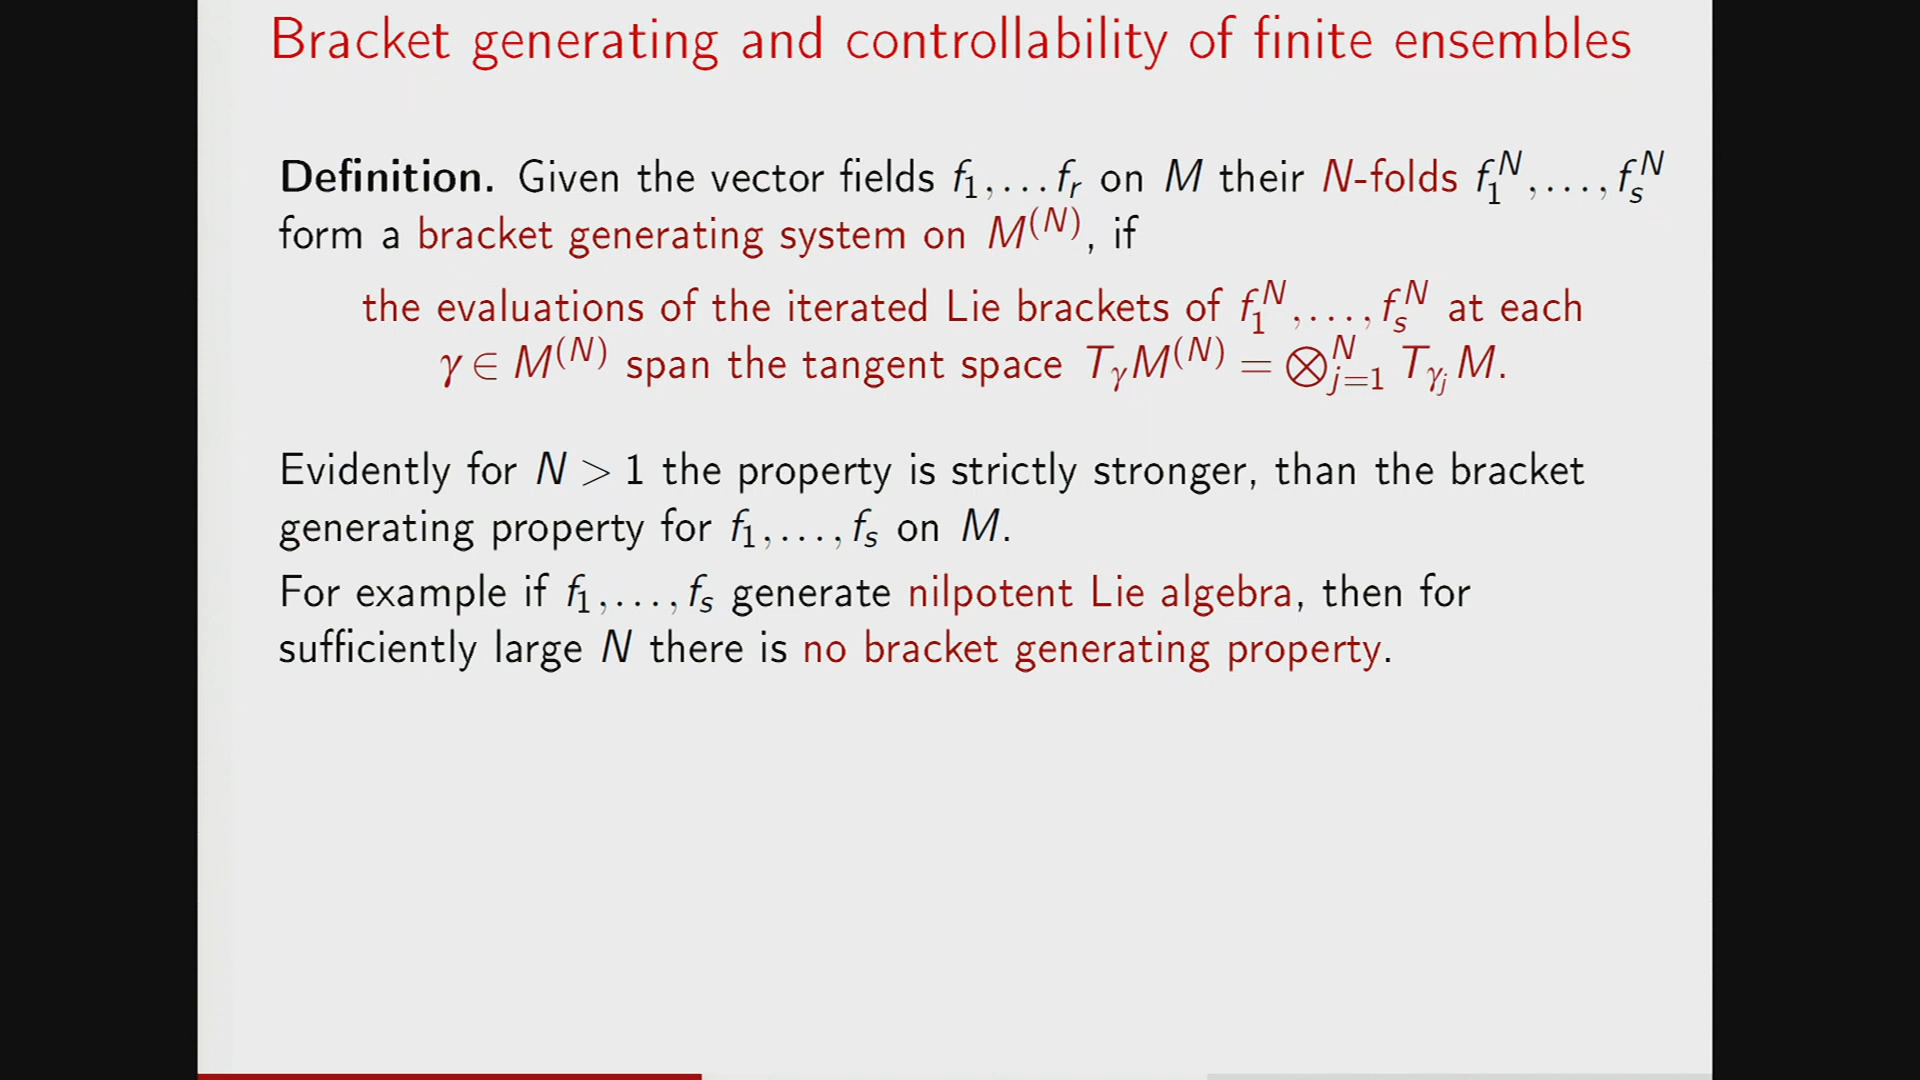 Bracket generating and controllability of finite ensembles
Definition. Given the vector fields f₁, … fᵣ on M their N-folds f₁ᴺ, …, fₛᴺ
form a bracket generating system on M⁽ᴺ⁾, if
the evaluations of the iterated Lie brackets of f₁ᴺ, …, fₛᴺ at each
γ ∈ M⁽ᴺ⁾ span the tangent space T_γ M⁽ᴺ⁾ = ⊗_{j=1}^N T_{γ_j} M.
Evidently for N > 1 the property is strictly stronger, than the bracket
generating property for f₁, …, fₛ on M.
For example if f₁, …, fₛ generate nilpotent Lie algebra, then for
sufficiently large N there is no bracket generating property.